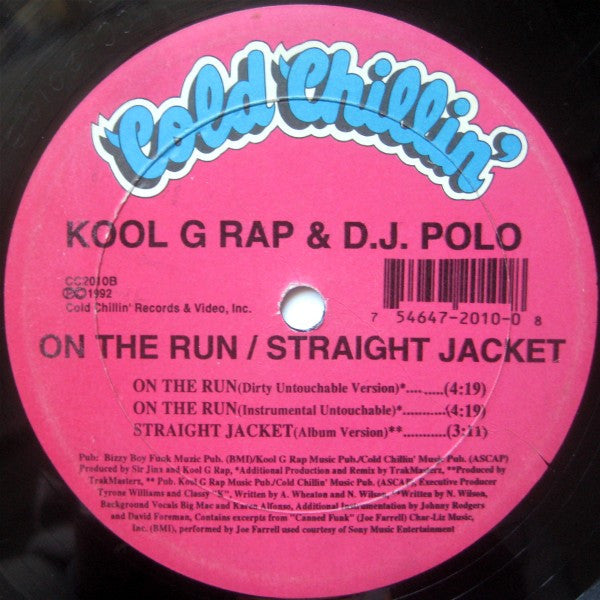 Cold Chillin'
KOOL G RAP & D.J. POLO
CC2010B
℗©1992
Cold Chillin' Records & Video, Inc.
7 54647-2010-0 8
ON THE RUN / STRAIGHT JACKET
ON THE RUN(Dirty Untouchable Version)*.......(4:19)
ON THE RUN(Instrumental Untouchable)*.......(4:19)
STRAIGHT JACKET(Album Version)**.......(3:11)
Pub: Bizzy Boy Fuck Muzic Pub. (BMI)/Kool G Rap Music Pub./Cold Chillin' Music Pub. (ASCAP)
Produced by Sir Jinx and Kool G Rap, *Additional Production and Remix by TrakMasterz, **Produced by
TrakMasterz, ** Pub. Kool G Rap Music Pub./Cold Chillin' Music Pub. (ASCAP), Executive Producer
Tyrone Williams and Classy "K", Written by A. Wheaton and N. Wilson, **Written by N. Wilson,
Background Vocals Big Mac and Karen Alfonso, Additional Instrumentation by Johnny Rodgers
and David Foreman, Contains excerpts from "Canned Funk" (Joe Farrell) Char-Liz Music,
Inc. (BMI), performed by Joe Farrell used courtesy of Sony Music Entertainment